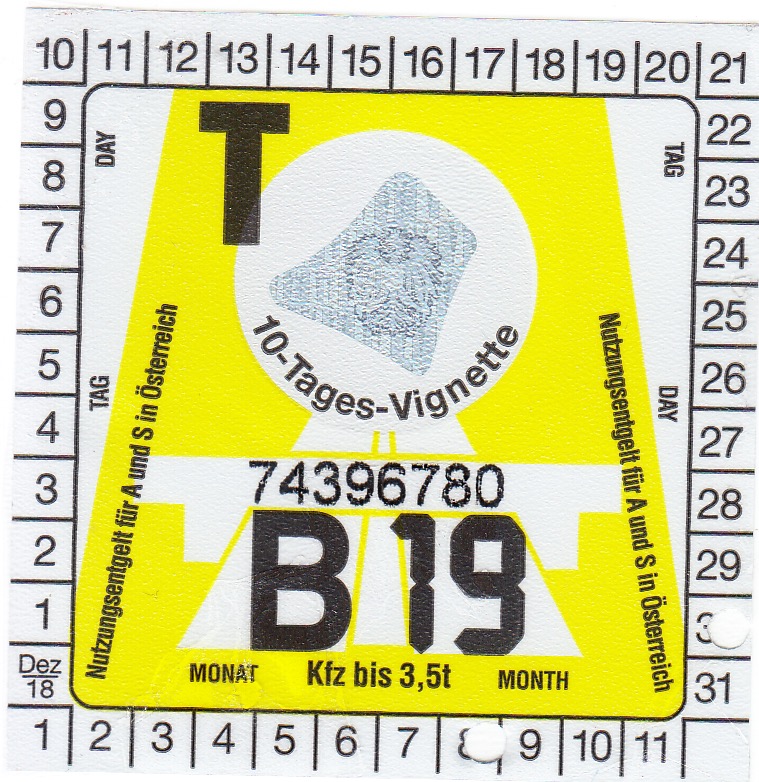 10 11 12 13 14 15 16 17 18 19 20 21
9
8
7
6
5
4
3
2
1
Dez
18
22
23
24
25
26
27
28
29
31
DAY
TAG
TAG
DAY
T
10-Tages-Vignette
Nutzungsentgelt für A und S in Österreich
Nutzungsentgelt für A und S in Österreich
74396780
B 19
MONAT Kfz bis 3,5t MONTH
1 2 3 4 5 6 7 8 9 10 11